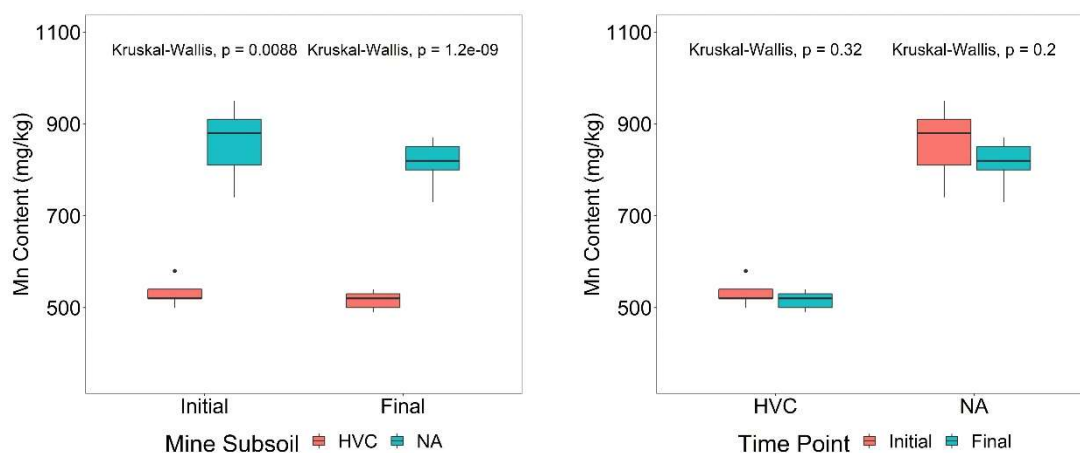 1100
Kruskal-Wallis, p = 0.0088 Kruskal-Wallis, p = 1.2e-09
900
700
500
Mn Content (mg/kg)
Initial Final
Mine Subsoil HVC NA
1100
Kruskal-Wallis, p = 0.32 Kruskal-Wallis, p = 0.2
900
700
500
Mn Content (mg/kg)
HVC NA
Time Point Initial Final